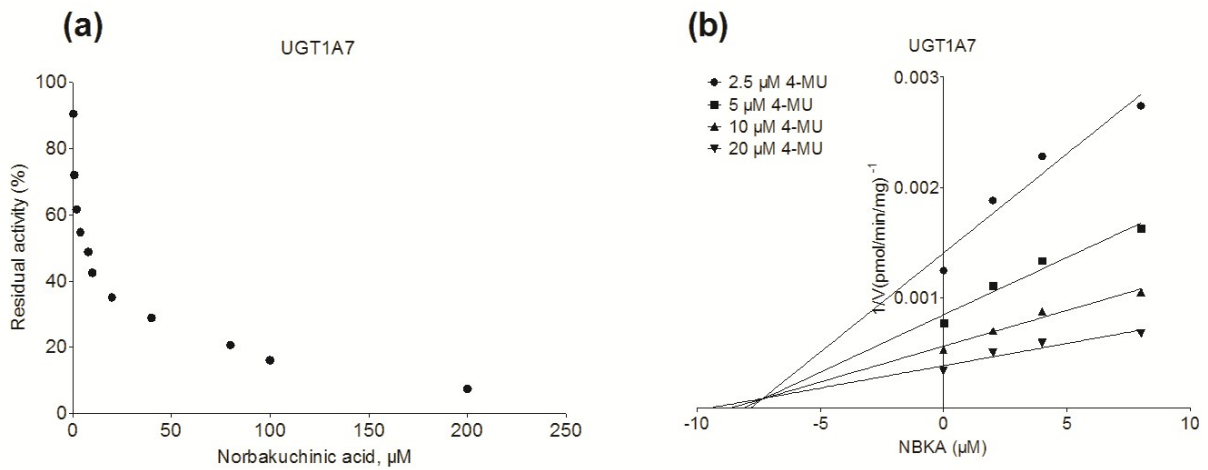 (a)
UGT1A7
100
80
60
40
20
0
Residual activity (%)
0 50 100 150 200 250
Norbakuchinic acid, µM
(b)
UGT1A7
2.5 µM 4-MU
5 µM 4-MU
10 µM 4-MU
20 µM 4-MU
0.003
0.002
0.001
1/V(pmol/min/mg) -1
-10 -5 0 5 10
NBKA (µM)